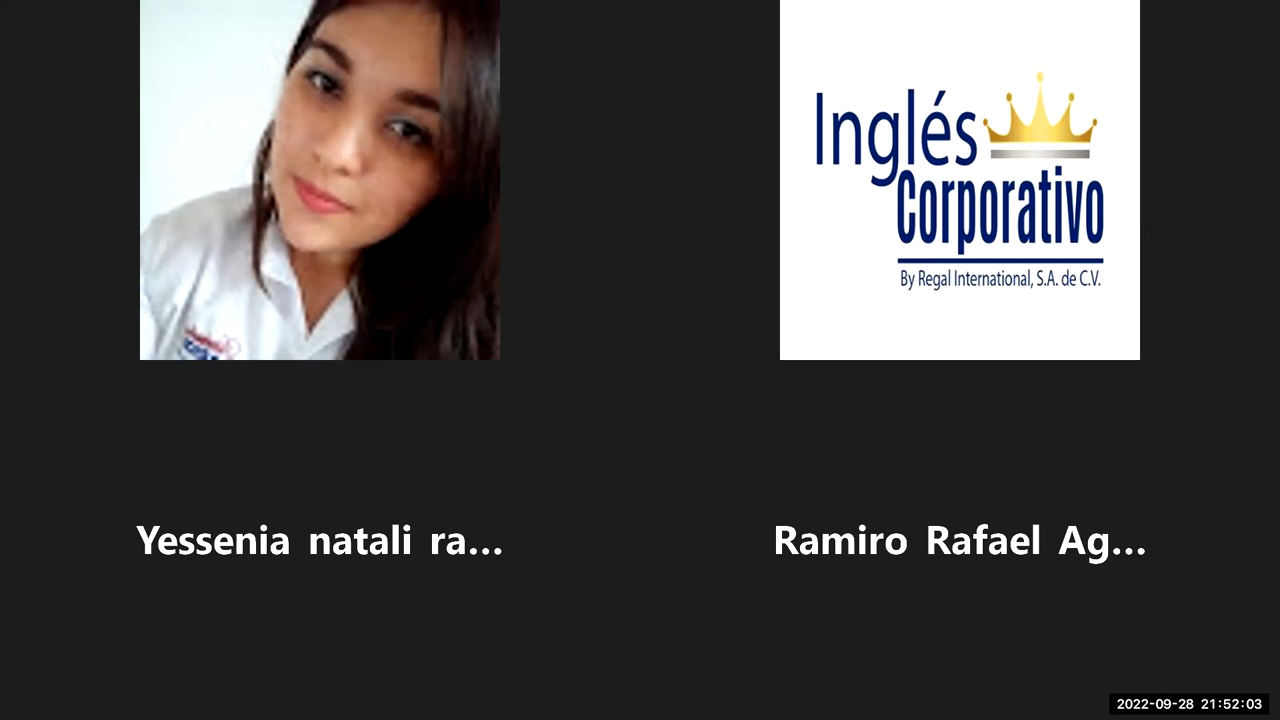 Inglés
Corporativo
By Regal International, S.A. de C.V.
Yessenia natali ra...
Ramiro Rafael Ag...
2022-09-28 21:52:03